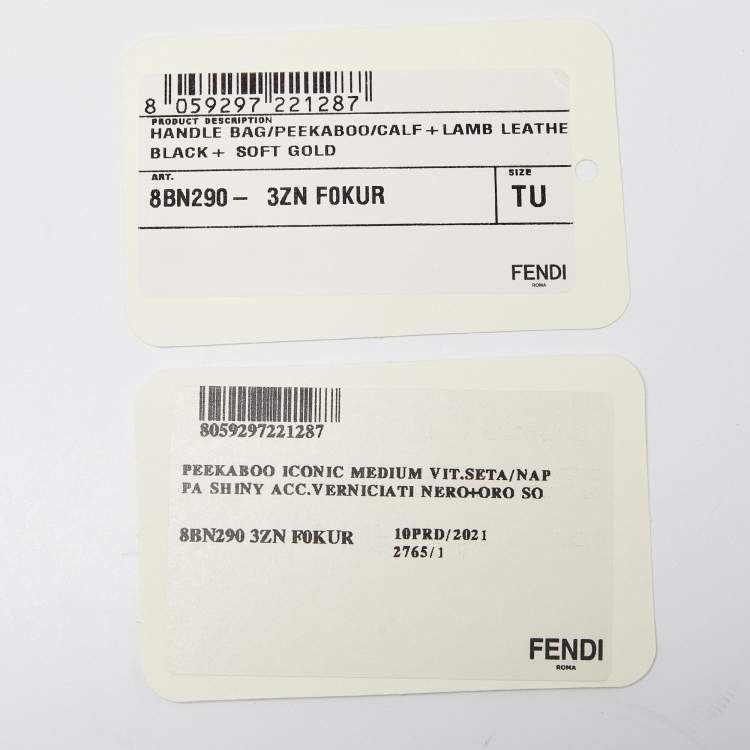 8 059297 221287
PRODUCT DESCRIPTION
HANDLE BAG/PEEKABOO/CALF+LAMB LEATHE
BLACK+ SOFT GOLD
ART.
8BN290- 3ZN F0KUR
SIZE
TU
FENDI
ROMA
8059297221287
PEEKABOO ICONIC MEDIUM VIT.SETA/NAP
PA SHINY ACC.VERNICIATI NERO+ORO SO
8BN290 3ZN F0KUR
10PRD/2021
2765/1
FENDI
ROMA